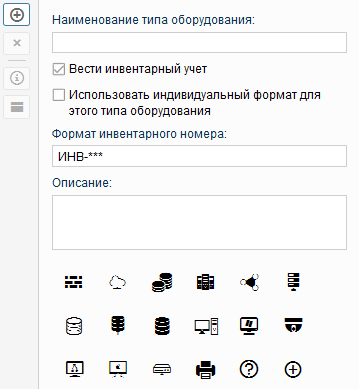 Наименование типа оборудования:
Вести инвентарный учет
Использовать индивидуальный формат для
этого типа оборудования
Формат инвентарного номера:
ИНВ-***
Описание: